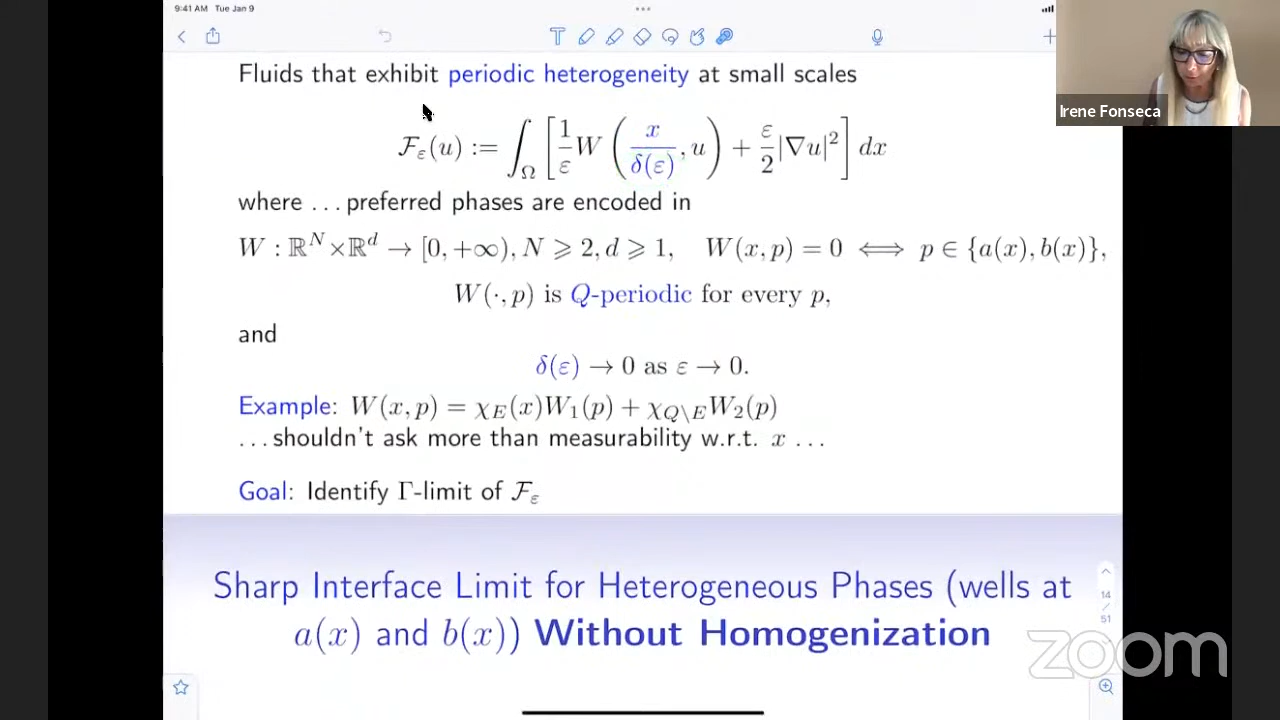 9:41 AM Tue Jan 9
Fluids that exhibit periodic heterogeneity at small scales
Irene Fonseca
𝓕_ε(u) := ∫_Ω [ 1/ε W ( x/δ(ε), u ) + ε/2 |∇u|² ] dx
where ...preferred phases are encoded in
W : ℝ^N×ℝ^d → [0, +∞), N ⩾ 2, d ⩾ 1, W(x, p) = 0 ⟺ p ∈ {a(x), b(x)},
W(·, p) is Q-periodic for every p,
and
δ(ε) → 0 as ε → 0.
Example: W(x, p) = χ_E(x)W_1(p) + χ_{Q\E}W_2(p)
...shouldn't ask more than measurability w.r.t. x ...
Goal: Identify Γ-limit of 𝓕_ε
Sharp Interface Limit for Heterogeneous Phases (wells at
a(x) and b(x)) Without Homogenization
14
/
51
zoom